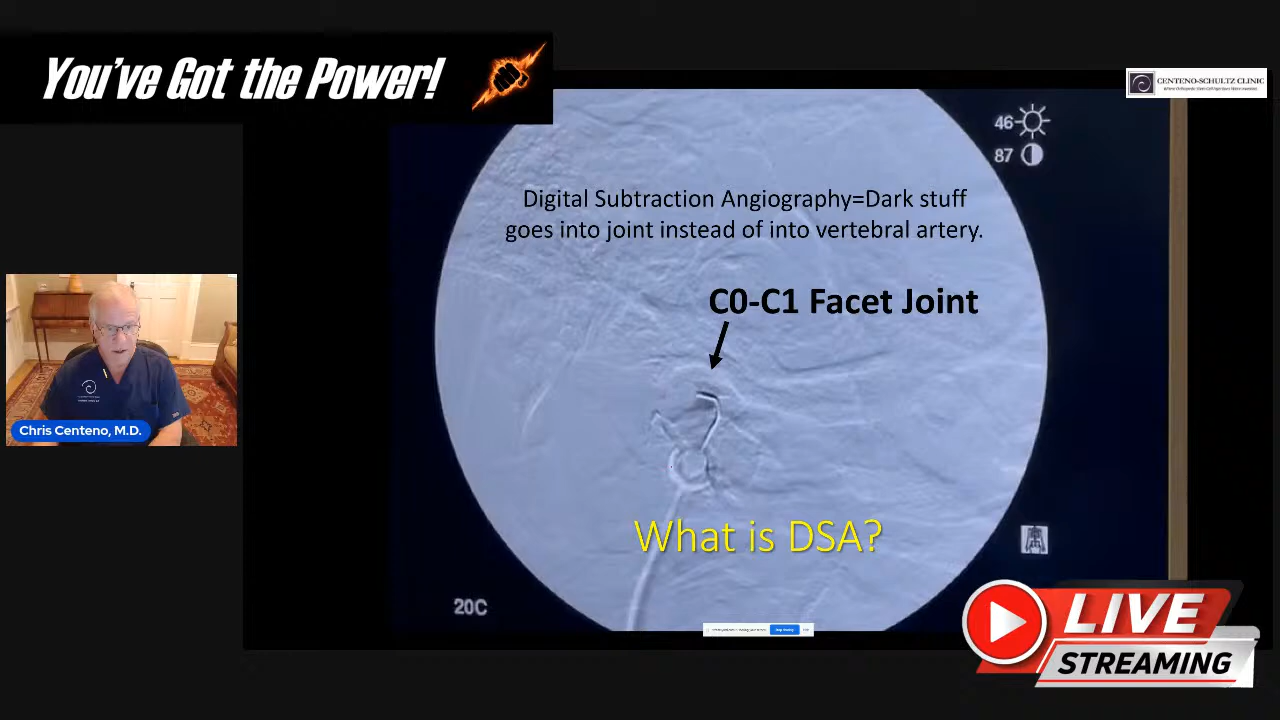 You've Got the Power!
CENTENO-SCHULTZ CLINIC
46
87
Digital Subtraction Angiography=Dark stuff
goes into joint instead of into vertebral artery.
C0-C1 Facet Joint
Chris Centeno, M.D.
What is DSA?
20C
LIVE
STREAMING